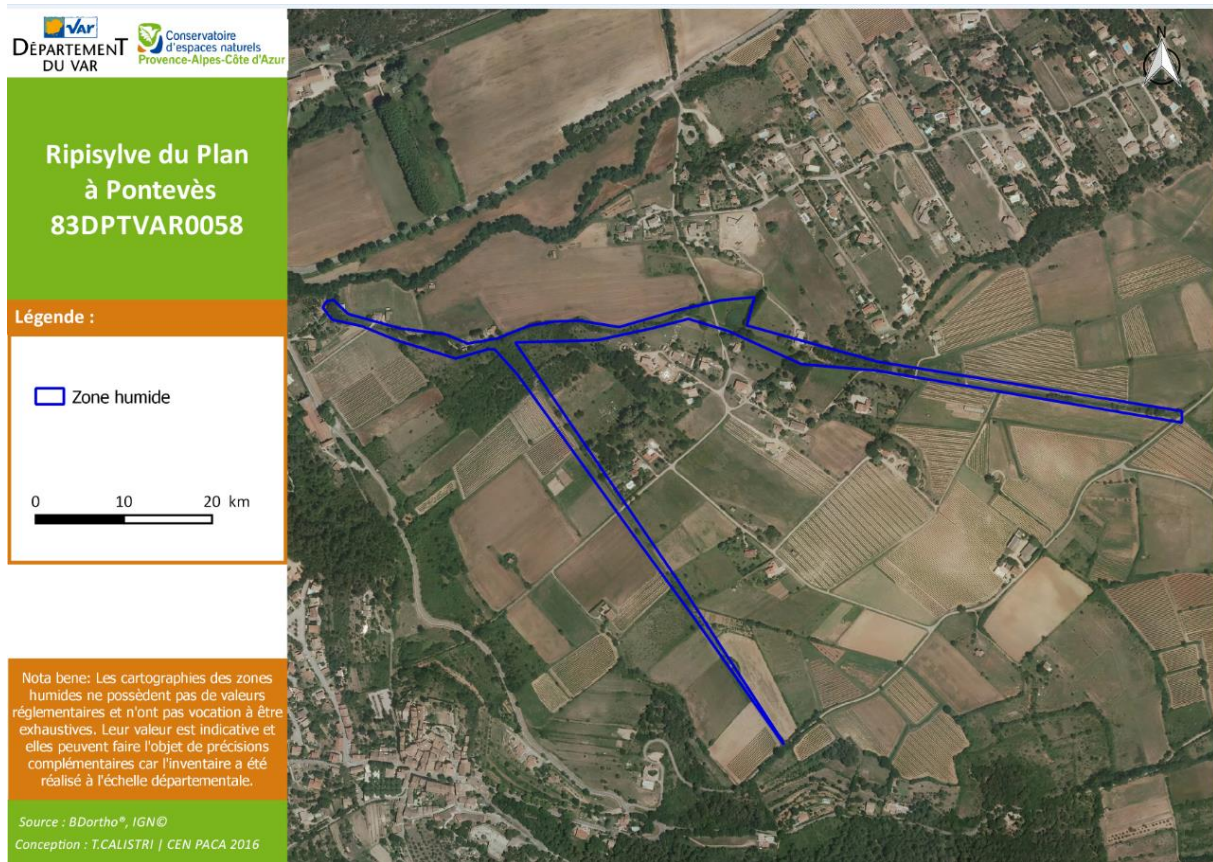 VAR
DÉPARTEMENT
DU VAR
Conservatoire
d'espaces naturels
Provence-Alpes-Côte d'Azur
Ripisylve du Plan
à Pontevès
83DPTVAR0058
Légende :
Zone humide
0 10 20 km
Nota bene: Les cartographies des zones
humides ne possèdent pas de valeurs
réglementaires et n'ont pas vocation à être
exhaustives. Leur valeur est indicative et
elles peuvent faire l'objet de précisions
complémentaires car l'inventaire a été
réalisé à l'échelle départementale.
Source : BDortho®, IGN©
Conception : T.CALISTRI | CEN PACA 2016
N